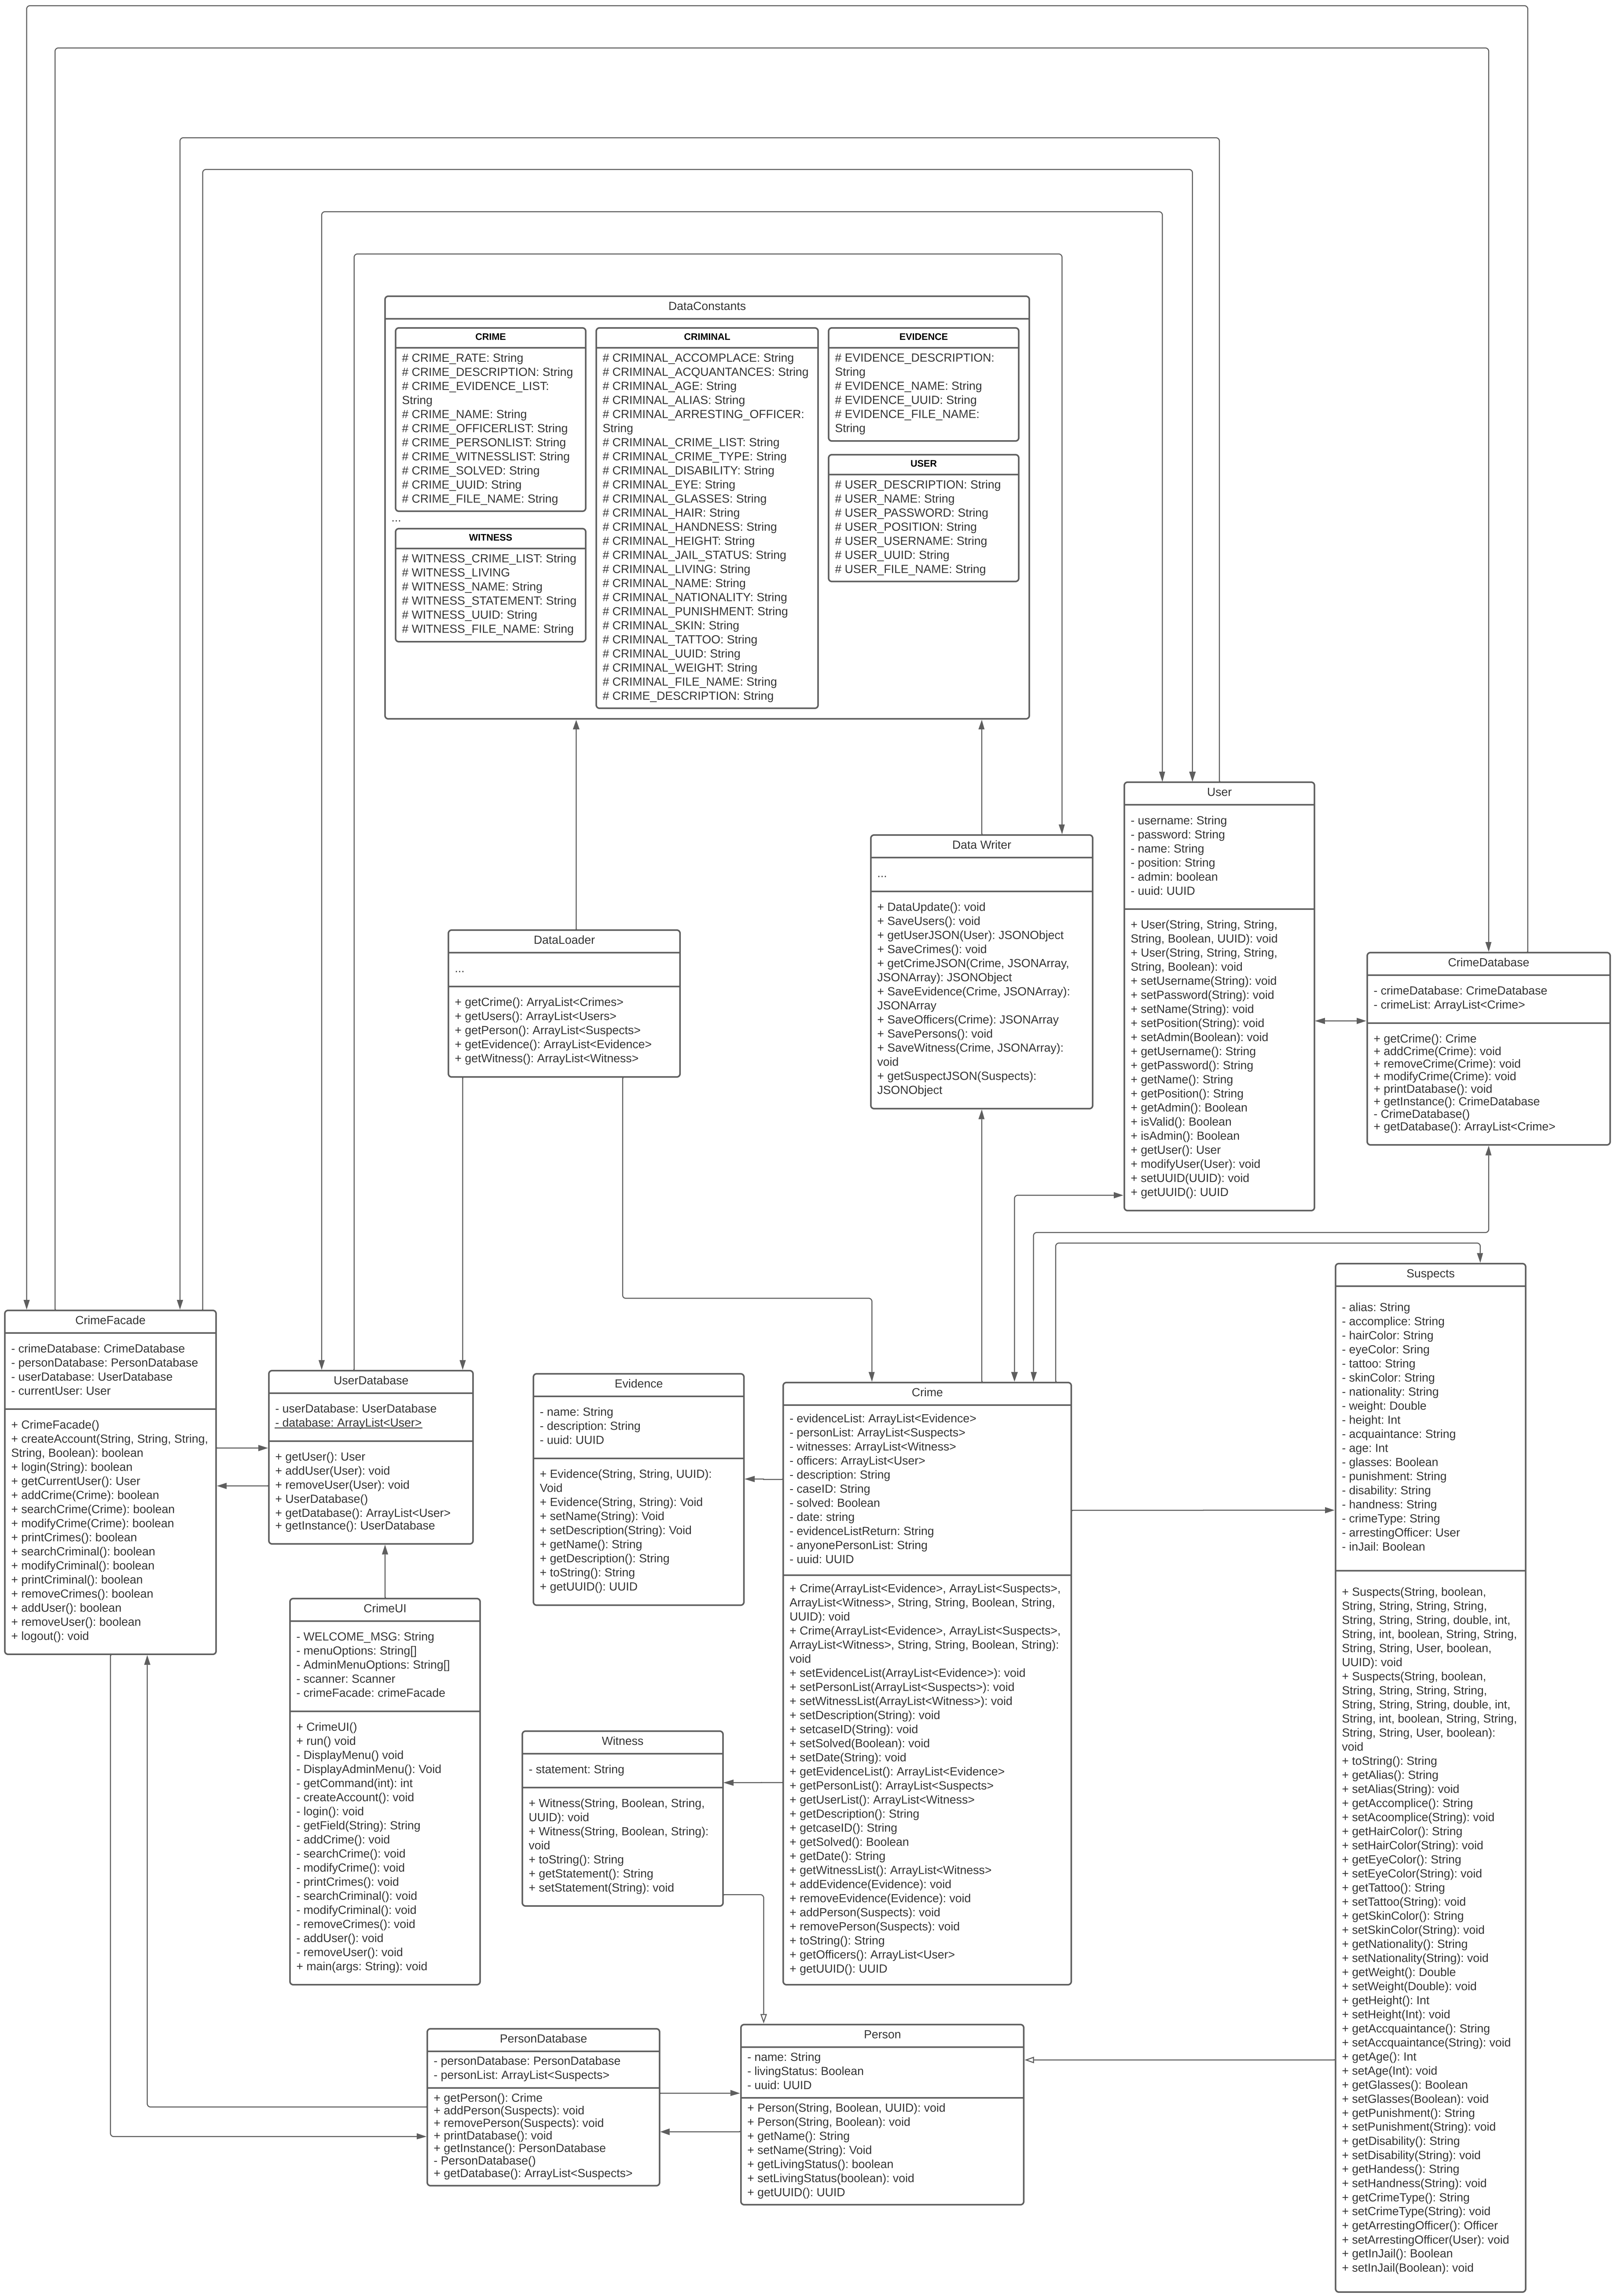 DataConstants
CRIME
# CRIME_RATE: String
# CRIME_DESCRIPTION: String
# CRIME_EVIDENCE_LIST:
String
# CRIME_NAME: String
# CRIME_OFFICERLIST: String
# CRIME_PERSONLIST: String
# CRIME_WITNESSLIST: String
# CRIME_SOLVED: String
# CRIME_UUID: String
# CRIME_FILE_NAME: String
...
WITNESS
# WITNESS_CRIME_LIST: String
# WITNESS_LIVING
# WITNESS_NAME: String
# WITNESS_STATEMENT: String
# WITNESS_UUID: String
# WITNESS_FILE_NAME: String
CRIMINAL
# CRIMINAL_ACCOMPLACE: String
# CRIMINAL_ACQUANTANCES: String
# CRIMINAL_AGE: String
# CRIMINAL_ALIAS: String
# CRIMINAL_ARRESTING_OFFICER:
String
# CRIMINAL_CRIME_LIST: String
# CRIMINAL_CRIME_TYPE: String
# CRIMINAL_DISABILITY: String
# CRIMINAL_EYE: String
# CRIMINAL_GLASSES: String
# CRIMINAL_HAIR: String
# CRIMINAL_HANDNESS: String
# CRIMINAL_HEIGHT: String
# CRIMINAL_JAIL_STATUS: String
# CRIMINAL_LIVING: String
# CRIMINAL_NAME: String
# CRIMINAL_NATIONALITY: String
# CRIMINAL_PUNISHMENT: String
# CRIMINAL_SKIN: String
# CRIMINAL_TATTOO: String
# CRIMINAL_UUID: String
# CRIMINAL_WEIGHT: String
# CRIMINAL_FILE_NAME: String
# CRIME_DESCRIPTION: String
EVIDENCE
# EVIDENCE_DESCRIPTION:
String
# EVIDENCE_NAME: String
# EVIDENCE_UUID: String
# EVIDENCE_FILE_NAME:
String
USER
# USER_DESCRIPTION: String
# USER_NAME: String
# USER_PASSWORD: String
# USER_POSITION: String
# USER_USERNAME: String
# USER_UUID: String
# USER_FILE_NAME: String
User
- username: String
- password: String
- name: String
- position: String
- admin: boolean
- uuid: UUID
+ User(String, String, String,
String, Boolean, UUID): void
+ User(String, String, String,
String, Boolean): void
+ setUsername(String): void
+ setPassword(String): void
+ setName(String): void
+ setPosition(String): void
+ setAdmin(Boolean): void
+ getUsername(): String
+ getPassword(): String
+ getName(): String
+ getPosition(): String
+ getAdmin(): Boolean
+ isValid(): Boolean
+ isAdmin(): Boolean
+ getUser(): User
+ modifyUser(User): void
+ setUUID(UUID): void
+ getUUID(): UUID
Data Writer
...
+ DataUpdate(): void
+ SaveUsers(): void
+ getUserJSON(User): JSONObject
+ SaveCrimes(): void
+ getCrimeJSON(Crime, JSONArray,
JSONArray): JSONObject
+ SaveEvidence(Crime, JSONArray):
JSONArray
+ SaveOfficers(Crime): JSONArray
+ SavePersons(): void
+ SaveWitness(Crime, JSONArray):
void
+ getSuspectJSON(Suspects):
JSONObject
DataLoader
...
+ getCrime(): ArryaList<Crimes>
+ getUsers(): ArrayList<Users>
+ getPerson(): ArrayList<Suspects>
+ getEvidence(): ArrayList<Evidence>
+ getWitness(): ArrayList<Witness>
CrimeDatabase
- crimeDatabase: CrimeDatabase
- crimeList: ArrayList<Crime>
+ getCrime(): Crime
+ addCrime(Crime): void
+ removeCrime(Crime): void
+ modifyCrime(Crime): void
+ printDatabase(): void
+ getInstance(): CrimeDatabase
- CrimeDatabase()
+ getDatabase(): ArrayList<Crime>
CrimeFacade
- crimeDatabase: CrimeDatabase
- personDatabase: PersonDatabase
- userDatabase: UserDatabase
- currentUser: User
+ CrimeFacade()
+ createAccount(String, String, String,
String, Boolean): boolean
+ login(String): boolean
+ getCurrentUser(): User
+ addCrime(Crime): boolean
+ searchCrime(Crime): boolean
+ modifyCrime(Crime): boolean
+ printCrimes(): boolean
+ searchCriminal(): boolean
+ modifyCriminal(): boolean
+ printCriminal(): boolean
+ removeCrimes(): boolean
+ addUser(): boolean
+ removeUser(): boolean
+ logout(): void
UserDatabase
- userDatabase: UserDatabase
- database: ArrayList<User>
+ getUser(): User
+ addUser(User): void
+ removeUser(User): void
+ UserDatabase()
+ getDatabase(): ArrayList<User>
+ getInstance(): UserDatabase
CrimeUI
- WELCOME_MSG: String
- menuOptions: String[]
- AdminMenuOptions: String[]
- scanner: Scanner
- crimeFacade: crimeFacade
+ CrimeUI()
+ run() void
- DisplayMenu() void
- DisplayAdminMenu(): Void
- getCommand(int): int
- createAccount(): void
- login(): void
- getField(String): String
- addCrime(): void
- searchCrime(): void
- modifyCrime(): void
- printCrimes(): void
- searchCriminal(): void
- modifyCriminal(): void
- removeCrimes(): void
- addUser(): void
- removeUser(): void
+ main(args: String): void
Evidence
- name: String
- description: String
- uuid: UUID
+ Evidence(String, String, UUID):
Void
+ Evidence(String, String): Void
+ setName(String): Void
+ setDescription(String): Void
+ getName(): String
+ getDescription(): String
+ toString(): String
+ getUUID(): UUID
Witness
- statement: String
+ Witness(String, Boolean, String,
UUID): void
+ Witness(String, Boolean, String):
void
+ toString(): String
+ getStatement(): String
+ setStatement(String): void
Crime
- evidenceList: ArrayList<Evidence>
- personList: ArrayList<Suspects>
- witnesses: ArrayList<Witness>
- officers: ArrayList<User>
- description: String
- caseID: String
- solved: Boolean
- date: string
- evidenceListReturn: String
- anyonePersonList: String
- uuid: UUID
+ Crime(ArrayList<Evidence>, ArrayList<Suspects>,
ArrayList<Witness>, String, String, Boolean, String,
UUID): void
+ Crime(ArrayList<Evidence>, ArrayList<Suspects>,
ArrayList<Witness>, String, String, Boolean, String):
void
+ setEvidenceList(ArrayList<Evidence>): void
+ setPersonList(ArrayList<Suspects>): void
+ setWitnessList(ArrayList<Witness>): void
+ setDescription(String): void
+ setcaseID(String): void
+ setSolved(Boolean): void
+ setDate(String): void
+ getEvidenceList(): ArrayList<Evidence>
+ getPersonList(): ArrayList<Suspects>
+ getUserList(): ArrayList<Witness>
+ getDescription(): String
+ getcaseID(): String
+ getSolved(): Boolean
+ getDate(): String
+ getWitnessList(): ArrayList<Witness>
+ addEvidence(Evidence): void
+ removeEvidence(Evidence): void
+ addPerson(Suspects): void
+ removePerson(Suspects): void
+ toString(): String
+ getOfficers(): ArrayList<User>
+ getUUID(): UUID
Suspects
- alias: String
- accomplice: String
- hairColor: String
- eyeColor: Sring
- tattoo: String
- skinColor: String
- nationality: String
- weight: Double
- height: Int
- acquaintance: String
- age: Int
- glasses: Boolean
- punishment: String
- disability: String
- handness: String
- crimeType: String
- arrestingOfficer: User
- inJail: Boolean
+ Suspects(String, boolean,
String, String, String, String,
String, String, String, double, int,
String, int, boolean, String, String,
String, String, User, boolean,
UUID): void
+ Suspects(String, boolean,
String, String, String, String,
String, String, String, double, int,
String, int, boolean, String, String,
String, String, User, boolean):
void
+ toString(): String
+ getAlias(): String
+ setAlias(String): void
+ getAccomplice(): String
+ setAcoomplice(String): void
+ getHairColor(): String
+ setHairColor(String): void
+ getEyeColor(): String
+ setEyeColor(String): void
+ getTattoo(): String
+ setTattoo(String): void
+ getSkinColor(): String
+ setSkinColor(String): void
+ getNationality(): String
+ setNationality(String): void
+ getWeight(): Double
+ setWeight(Double): void
+ getHeight(): Int
+ setHeight(Int): void
+ getAccquaintance(): String
+ setAccquaintance(String): void
+ getAge(): Int
+ setAge(Int): void
+ getGlasses(): Boolean
+ setGlasses(Boolean): void
+ getPunishment(): String
+ setPunishment(String): void
+ getDisability(): String
+ setDisability(String): void
+ getHandess(): String
+ setHandness(String): void
+ getCrimeType(): String
+ setCrimeType(String): void
+ getArrestingOfficer(): Officer
+ setArrestingOfficer(User): void
+ getInJail(): Boolean
+ setInJail(Boolean): void
PersonDatabase
- personDatabase: PersonDatabase
- personList: ArrayList<Suspects>
+ getPerson(): Crime
+ addPerson(Suspects): void
+ removePerson(Suspects): void
+ printDatabase(): void
+ getInstance(): PersonDatabase
- PersonDatabase()
+ getDatabase(): ArrayList<Suspects>
Person
- name: String
- livingStatus: Boolean
- uuid: UUID
+ Person(String, Boolean, UUID): void
+ Person(String, Boolean): void
+ getName(): String
+ setName(String): Void
+ getLivingStatus(): boolean
+ setLivingStatus(boolean): void
+ getUUID(): UUID